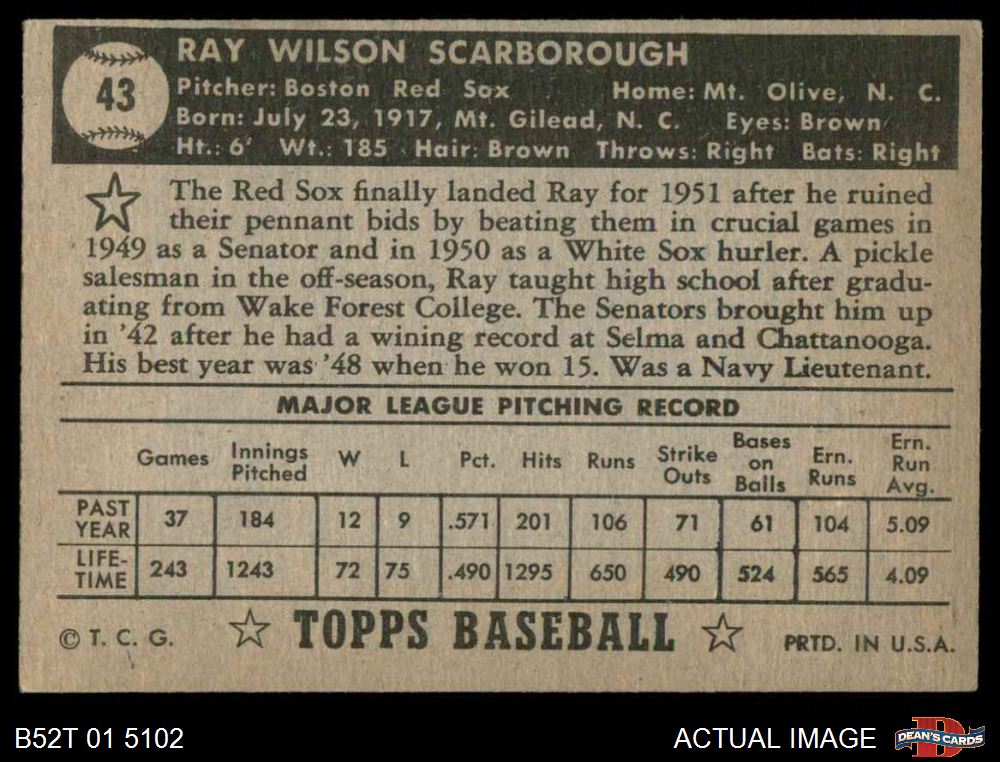 43
RAY WILSON SCARBOROUGH
Pitcher: Boston Red Sox Home: Mt. Olive, N. C.
Born: July 23, 1917, Mt. Gilead, N. C. Eyes: Brown
Ht.: 6' Wt.: 185 Hair: Brown Throws: Right Bats: Right
The Red Sox finally landed Ray for 1951 after he ruined
their pennant bids by beating them in crucial games in
1949 as a Senator and in 1950 as a White Sox hurler. A pickle
salesman in the off-season, Ray taught high school after gradu-
ating from Wake Forest College. The Senators brought him up
in '42 after he had a wining record at Selma and Chattanooga.
His best year was '48 when he won 15. Was a Navy Lieutenant.
MAJOR LEAGUE PITCHING RECORD
Games Innings Pitched W L Pct. Hits Runs Strike Outs Bases on Balls Ern. Runs Ern. Run Avg.
PAST YEAR 37 184 12 9 .571 201 106 71 61 104 5.09
LIFE-TIME 243 1243 72 75 .490 1295 650 490 524 565 4.09
© T. C. G. TOPPS BASEBALL PRTD. IN U.S.A.
B52T 01 5102 ACTUAL IMAGE DEAN'S CARDS